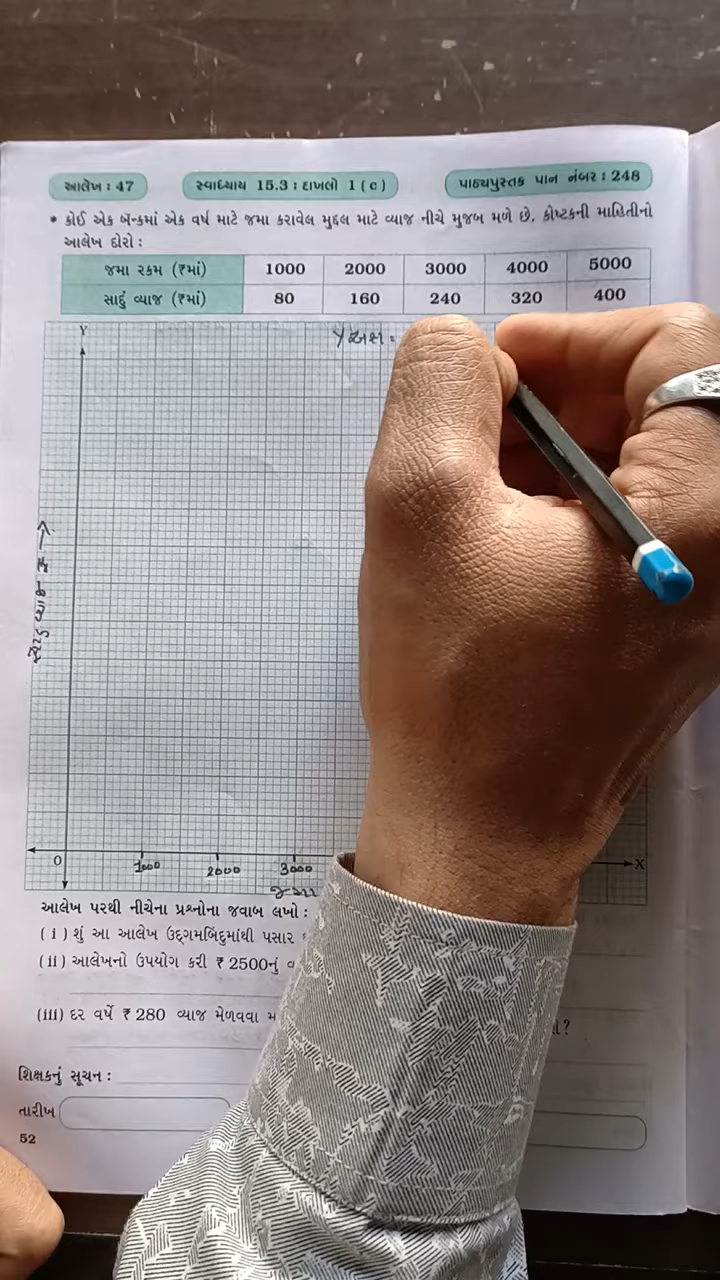 આલેખ : 47
સ્વાધ્યાય 15.3 : દાખલો 1 ( c )
પાઠ્યપુસ્તક પાન નંબર : 248
* કોઈ એક બૅન્કમાં એક વર્ષ માટે જમા કરાવેલ મુદ્દલ માટે વ્યાજ નીચે મુજબ મળે છે. કોષ્ટકની માહિતીનો
આલેખ દોરો :
જમા રકમ (₹માં) 1000 2000 3000 4000 5000
સાદું વ્યાજ (₹માં) 80 160 240 320 400
Y
Y અક્ષ =
સાદુ વ્યાજ ₹ →
O
X
1000 2000 3000
જમા
આલેખ પરથી નીચેના પ્રશ્નોના જવાબ લખો :
( i ) શું આ આલેખ ઉદ્ગમબિંદુમાંથી પસાર
(ii) આલેખનો ઉપયોગ કરી ₹ 2500નું
(iii) દર વર્ષે ₹ 280 વ્યાજ મેળવવા
શિક્ષકનું સૂચન :
તારીખ
52